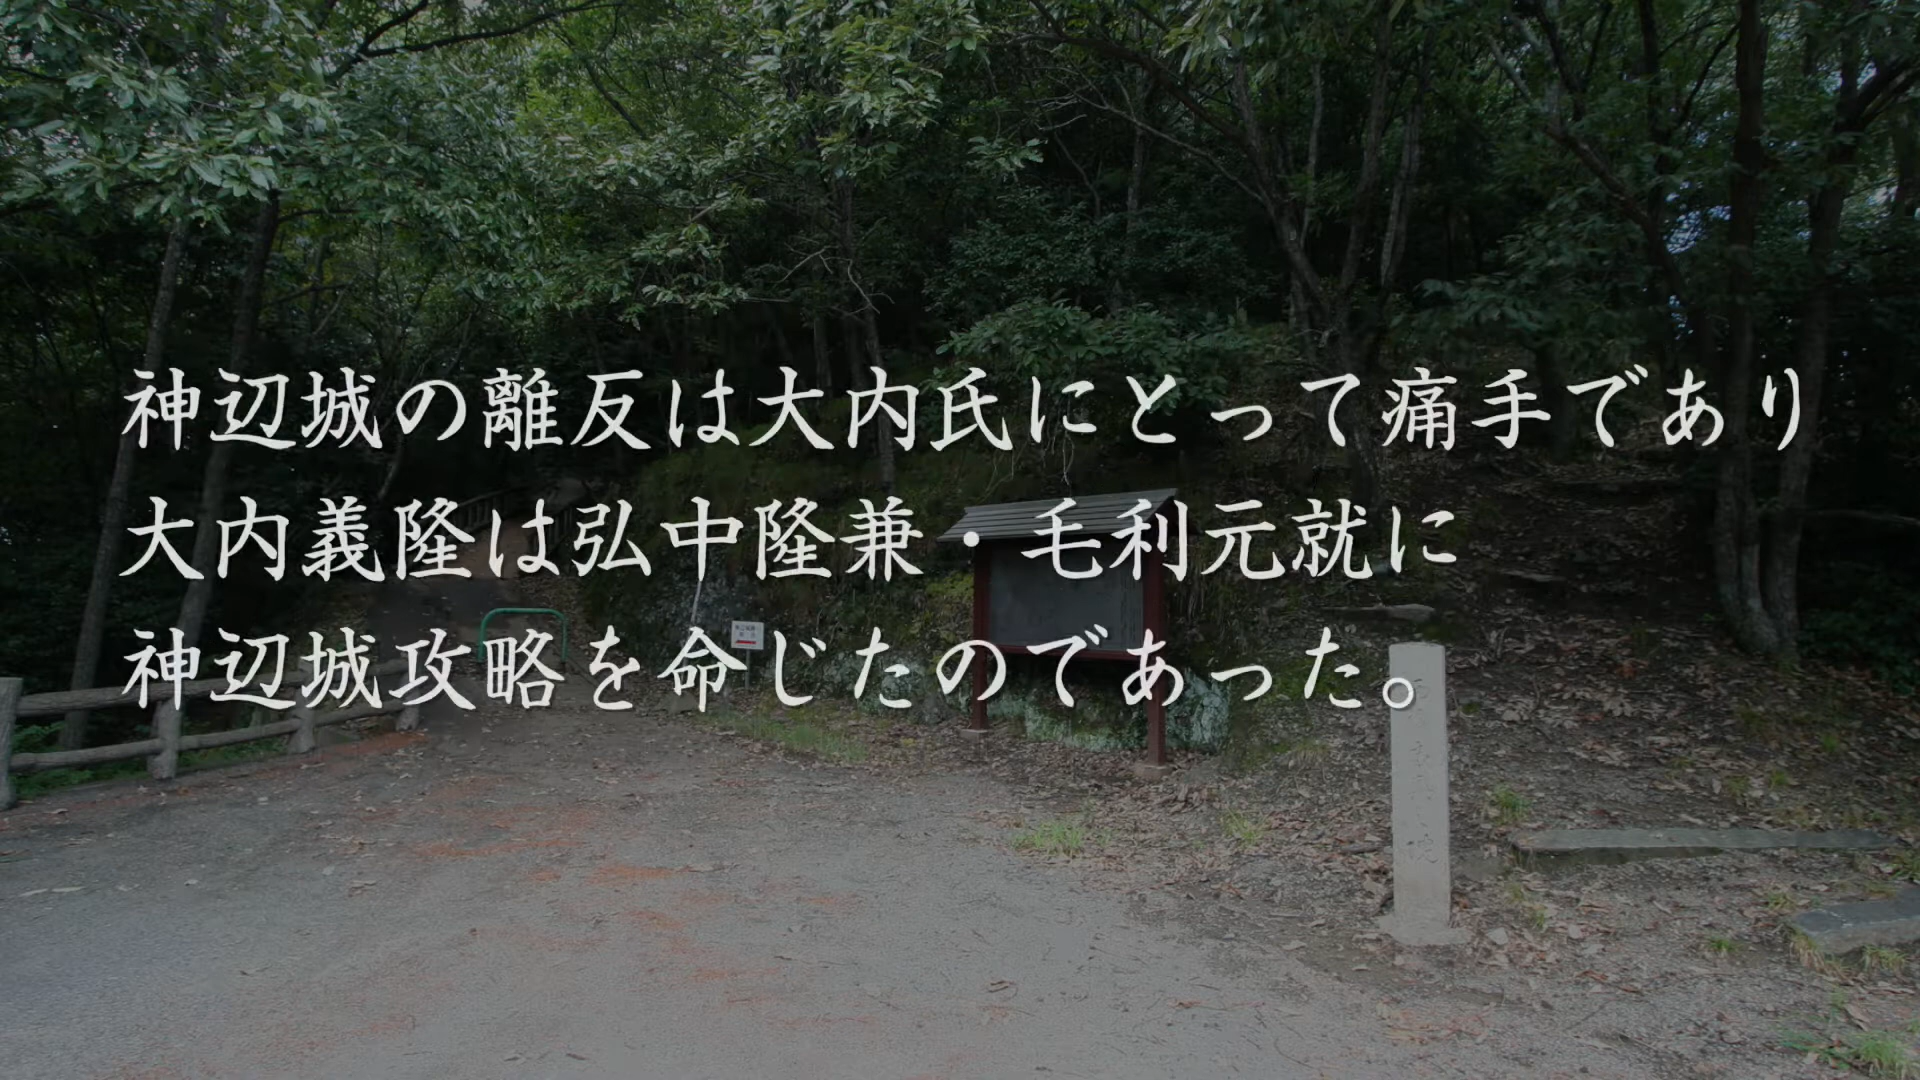 神辺城の離反は大内氏にとって痛手であり
大内義隆は弘中隆兼・毛利元就に
神辺城攻略を命じたのであった。